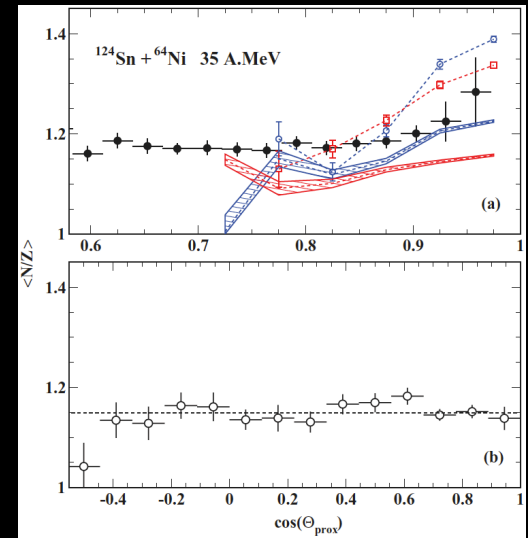 1.4
¹²⁴Sn + ⁶⁴Ni 35 A.MeV
1.2
(a)
1
0.6 0.7 0.8 0.9 1
<N/Z>
1.4
1.2
(b)
1
-0.4 -0.2 0 0.2 0.4 0.6 0.8 1
cos(Θprox)